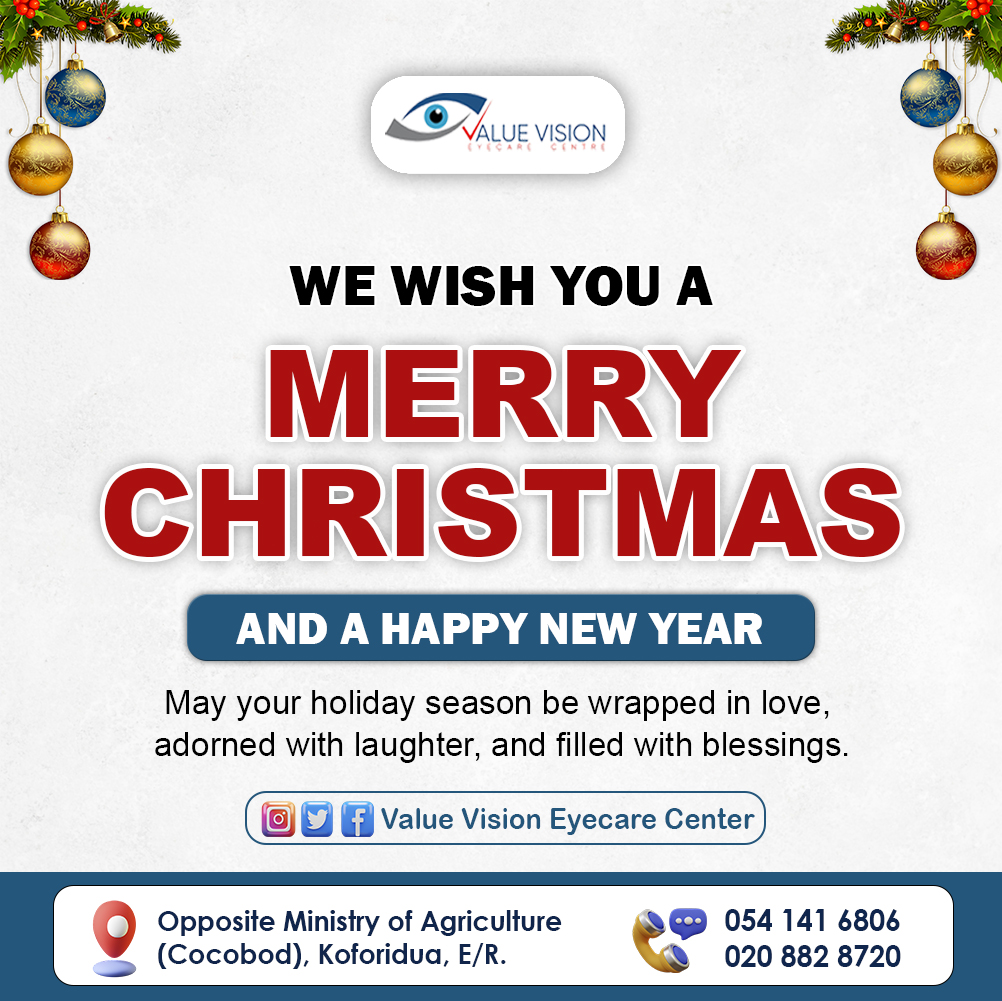 VALUE VISION
EYECARE CENTRE
WE WISH YOU A
MERRY
CHRISTMAS
AND A HAPPY NEW YEAR
May your holiday season be wrapped in love,
adorned with laughter, and filled with blessings.
Value Vision Eyecare Center
Opposite Ministry of Agriculture
(Cocobod), Koforidua, E/R.
054 141 6806
020 882 8720